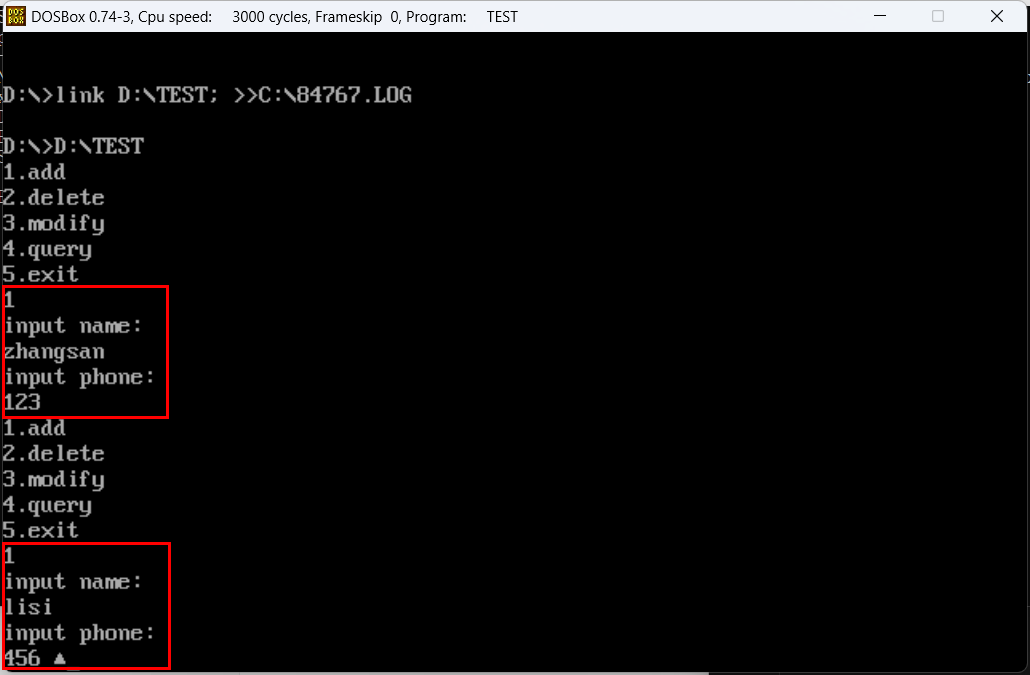 DOSBox 0.74-3, Cpu speed: 3000 cycles, Frameskip 0, Program: TEST
D:\>link D:\TEST; >>C:\84767.LOG
D:\>D:\TEST
1.add
2.delete
3.modify
4.query
5.exit
1
input name:
zhangsan
input phone:
123
1.add
2.delete
3.modify
4.query
5.exit
1
input name:
lisi
input phone:
456 ▲_